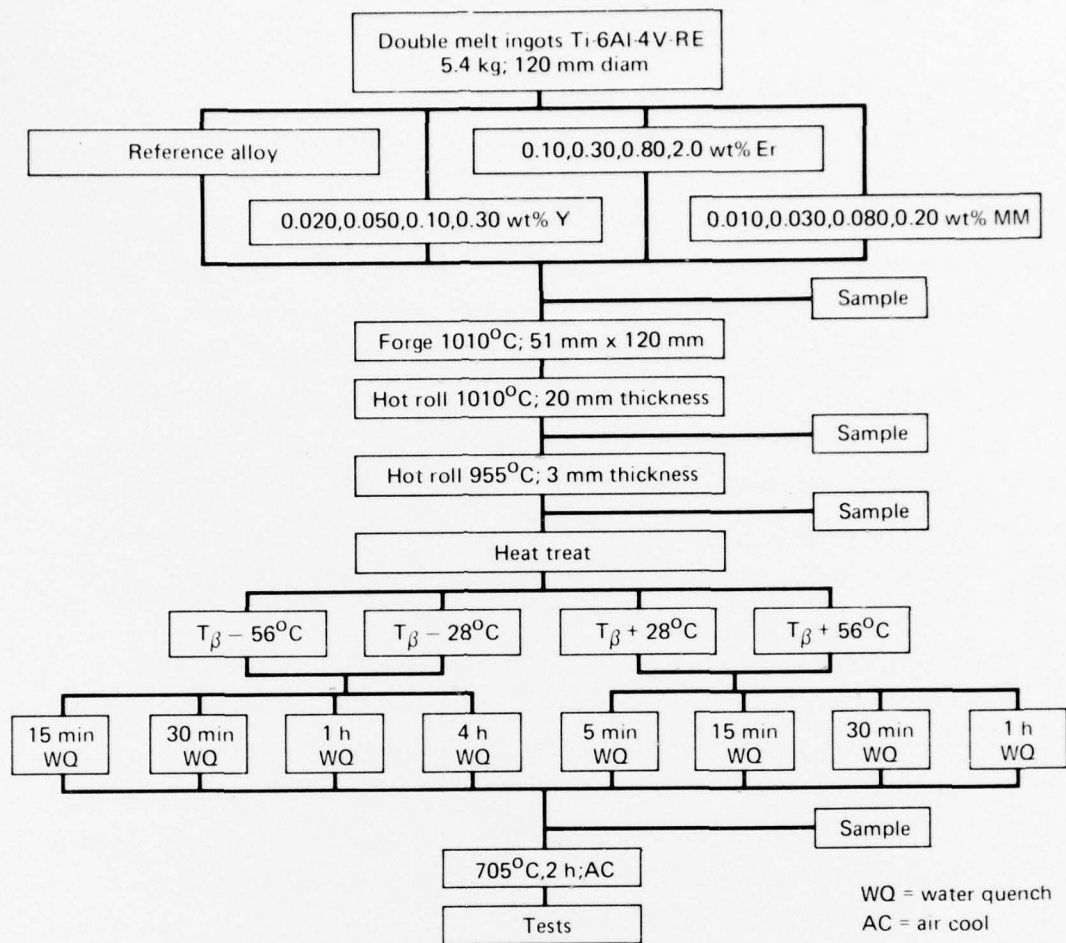 Double melt ingots Ti-6Al-4V-RE
5.4 kg; 120 mm diam
Reference alloy
0.10,0.30,0.80,2.0 wt% Er
0.020,0.050,0.10,0.30 wt% Y
0.010,0.030,0.080,0.20 wt% MM
Sample
Forge 1010°C; 51 mm x 120 mm
Hot roll 1010°C; 20 mm thickness
Sample
Hot roll 955°C; 3 mm thickness
Sample
Heat treat
Tβ − 56°C
Tβ − 28°C
Tβ + 28°C
Tβ + 56°C
15 min
WQ
30 min
WQ
1 h
WQ
4 h
WQ
5 min
WQ
15 min
WQ
30 min
WQ
1 h
WQ
Sample
705°C,2 h;AC
Tests
WQ = water quench
AC = air cool